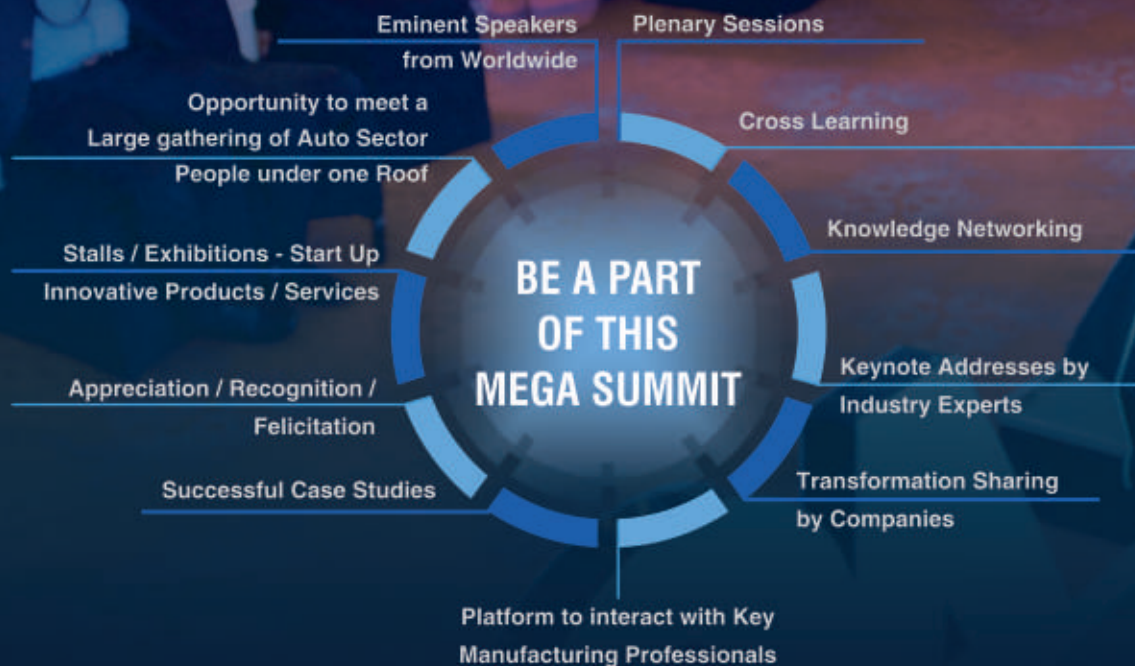 Eminent Speakers
from Worldwide
Plenary Sessions
Opportunity to meet a
Large gathering of Auto Sector
People under one Roof
Cross Learning
Stalls / Exhibitions - Start Up
Innovative Products / Services
Knowledge Networking
BE A PART
OF THIS
MEGA SUMMIT
Appreciation / Recognition /
Felicitation
Keynote Addresses by
Industry Experts
Successful Case Studies
Transformation Sharing
by Companies
Platform to interact with Key
Manufacturing Professionals